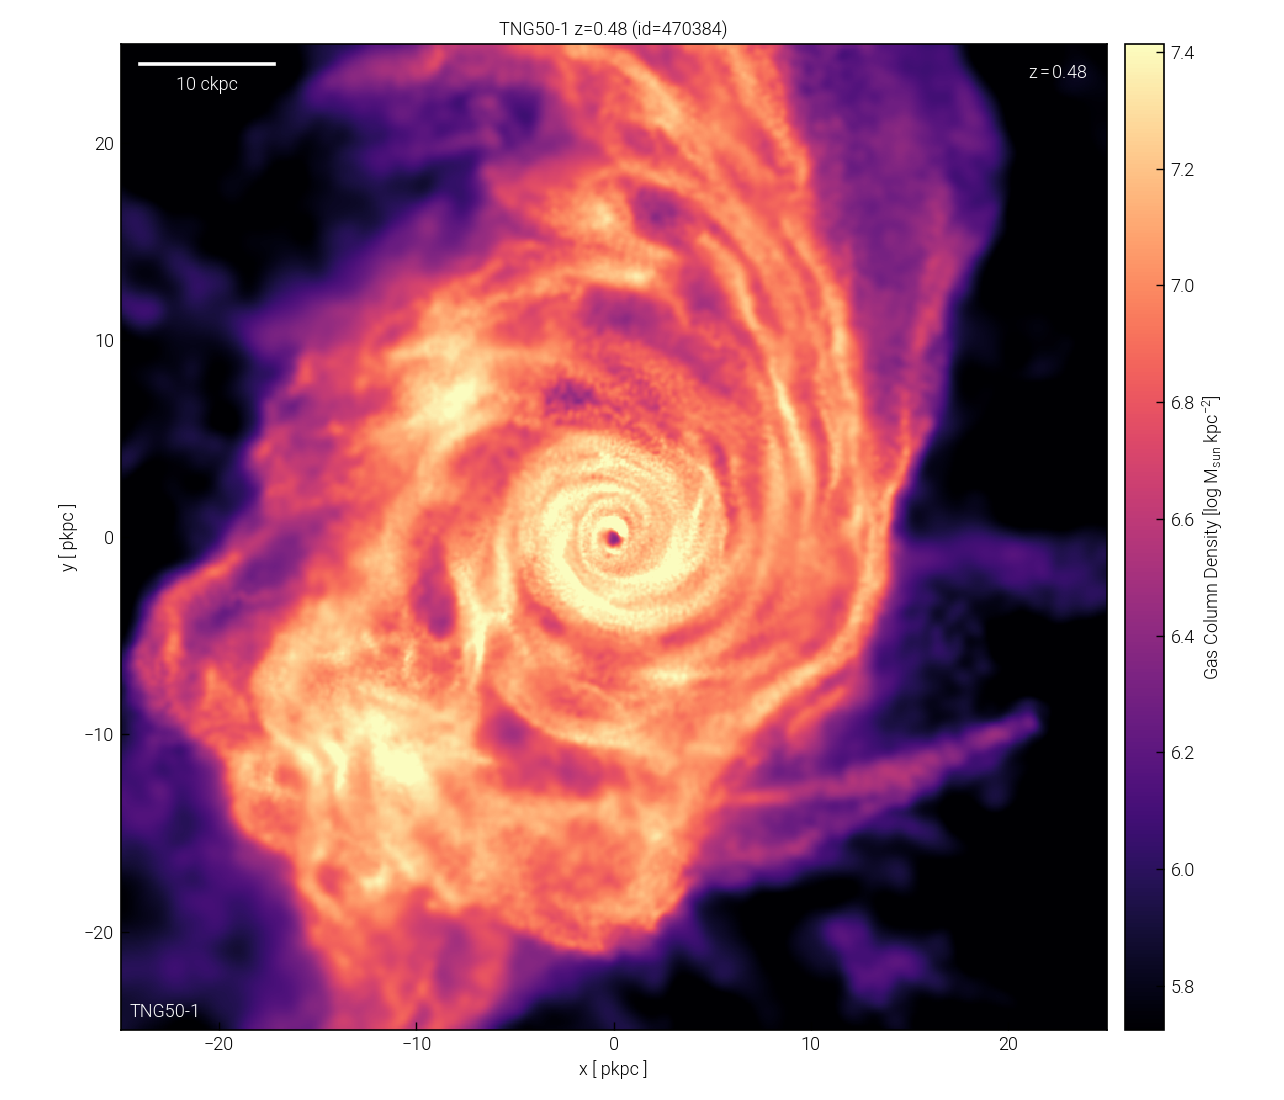 TNG50-1 z=0.48 (id=470384)
10 ckpc
z=0.48
TNG50-1
20
10
0
−10
−20
y [ pkpc ]
−20
−10
0
10
20
x [ pkpc ]
7.4
7.2
7.0
6.8
6.6
6.4
6.2
6.0
5.8
Gas Column Density [log M_sun kpc^−2]